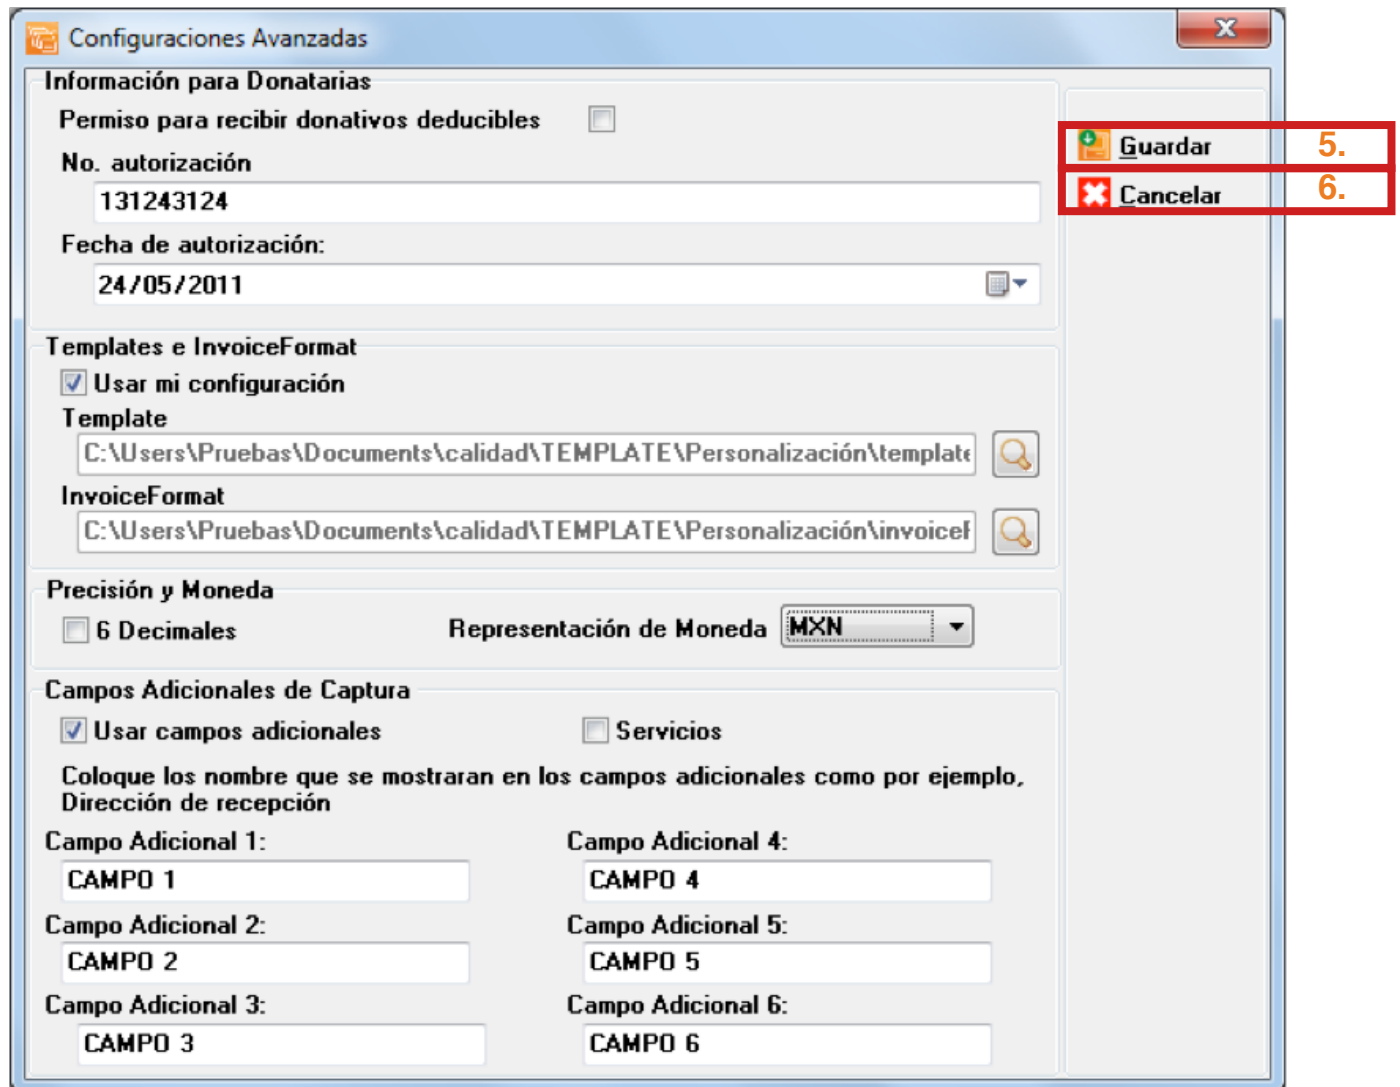 Configuraciones Avanzadas
x
Información para Donatarias
Permiso para recibir donativos deducibles
No. autorización
131243124
Fecha de autorización:
24/05/2011
Guardar 5.
Cancelar 6.
Templates e InvoiceFormat
Usar mi configuración
Template
C:\Users\Pruebas\Documents\calidad\TEMPLATE\Personalización\template
InvoiceFormat
C:\Users\Pruebas\Documents\calidad\TEMPLATE\Personalización\invoiceF
Precisión y Moneda
6 Decimales Representación de Moneda MXN
Campos Adicionales de Captura
Usar campos adicionales Servicios
Coloque los nombre que se mostraran en los campos adicionales como por ejemplo,
Dirección de recepción
Campo Adicional 1: Campo Adicional 4:
CAMPO 1 CAMPO 4
Campo Adicional 2: Campo Adicional 5:
CAMPO 2 CAMPO 5
Campo Adicional 3: Campo Adicional 6:
CAMPO 3 CAMPO 6